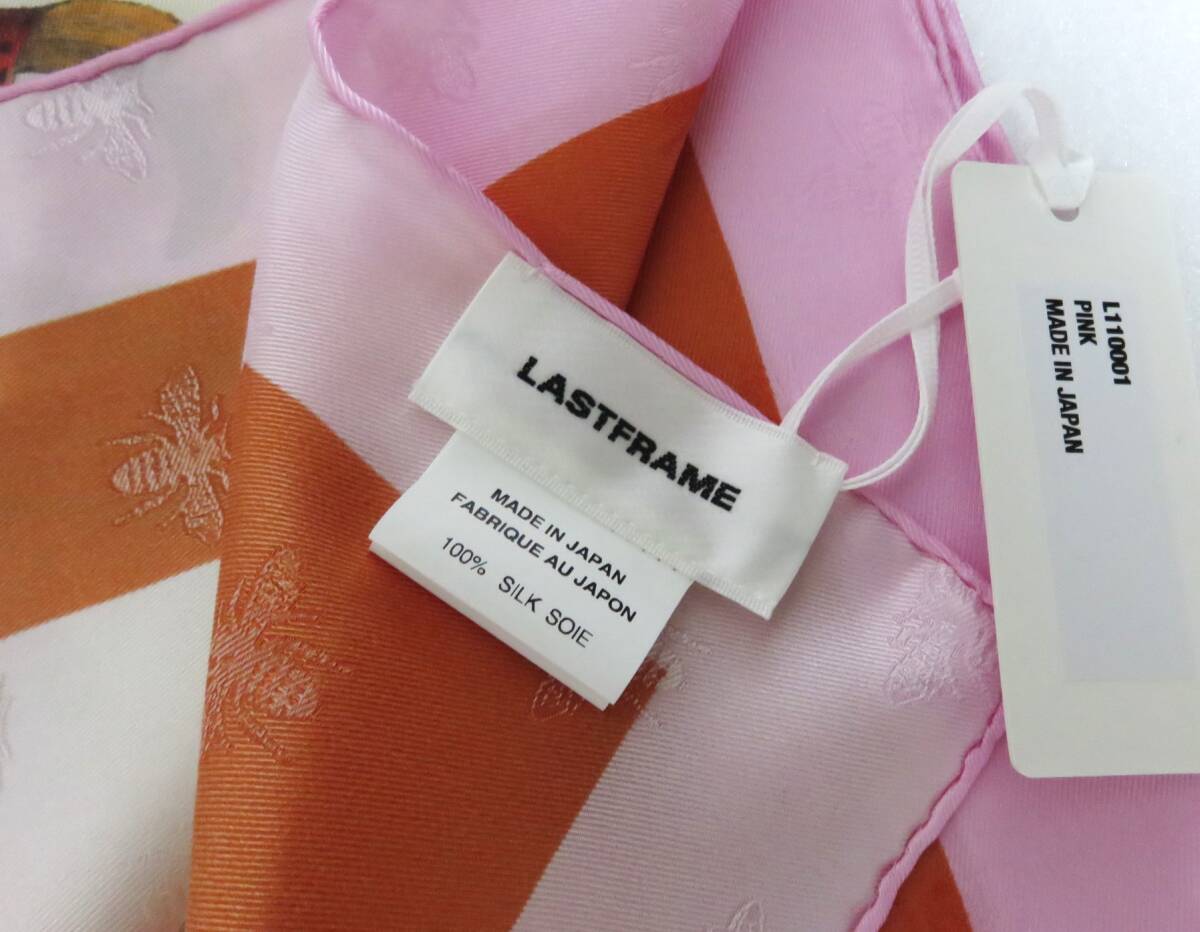 LASTFRAME
MADE IN JAPAN
FABRIQUE AU JAPON
100% SILK SOIE
L110001
PINK
MADE IN JAPAN